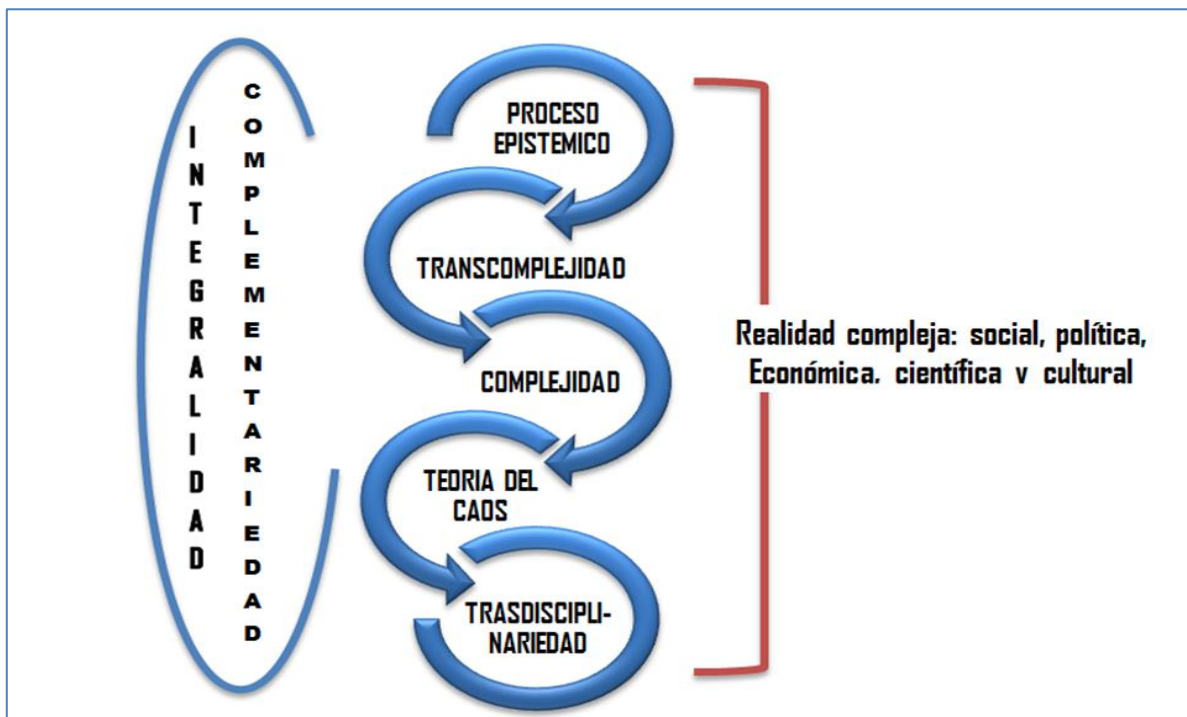 INTEGRALIDAD
COMPLEMENTARIEDAD
PROCESO
EPISTEMICO
TRANSCOMPLEJIDAD
COMPLEJIDAD
TEORIA DEL
CAOS
TRASDISCIPLI-
NARIEDAD
Realidad compleja: social, política,
Económica. científica v cultural